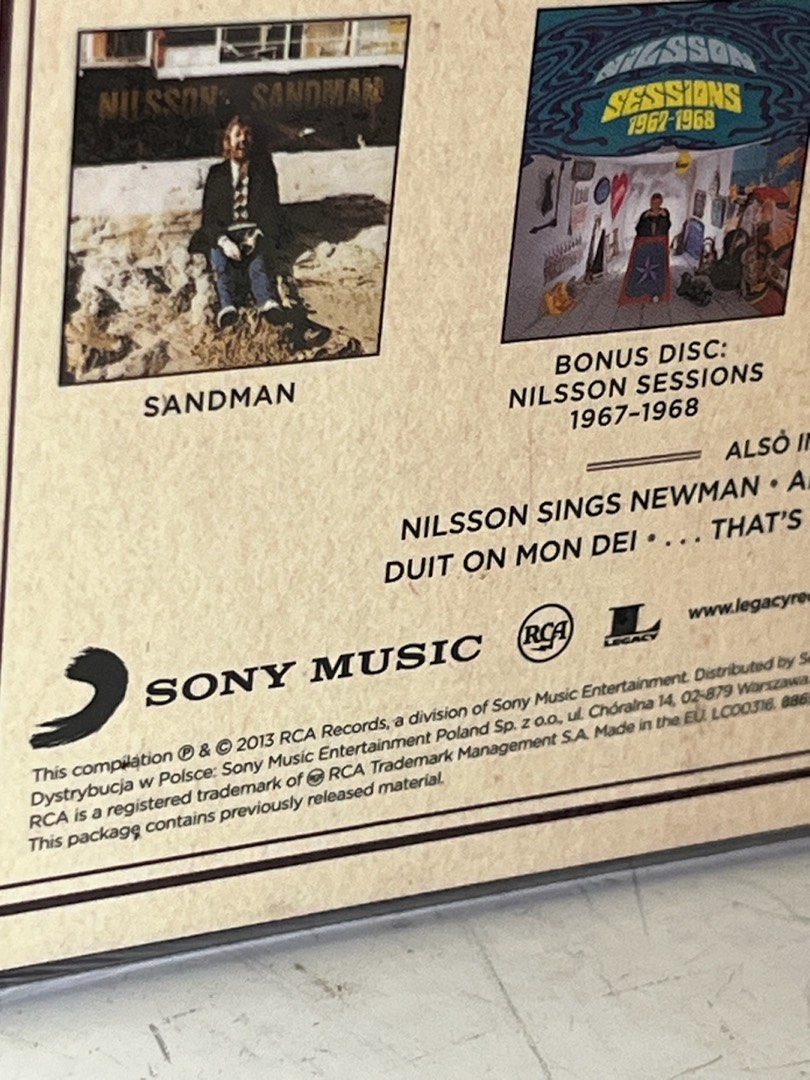 NILSSON SANDMAN
NILSSON
SESSIONS
1967-1968
SANDMAN
BONUS DISC:
NILSSON SESSIONS
1967–1968
ALSO
NILSSON SINGS NEWMAN •
DUIT ON MON DEI • . . . THAT'S
SONY MUSIC
RCA
L
LEGACY
www.legacyre
This compilation ℗ & © 2013 RCA Records, a division of Sony Music Entertainment. Distributed by
Dystrybucja w Polsce: Sony Music Entertainment Poland Sp. z o.o., ul. Chóralna 14, 02-879 Warszawa.
RCA is a registered trademark of RCA Trademark Management S.A. Made in the EU. LC00316. 886
This package contains previously released material.